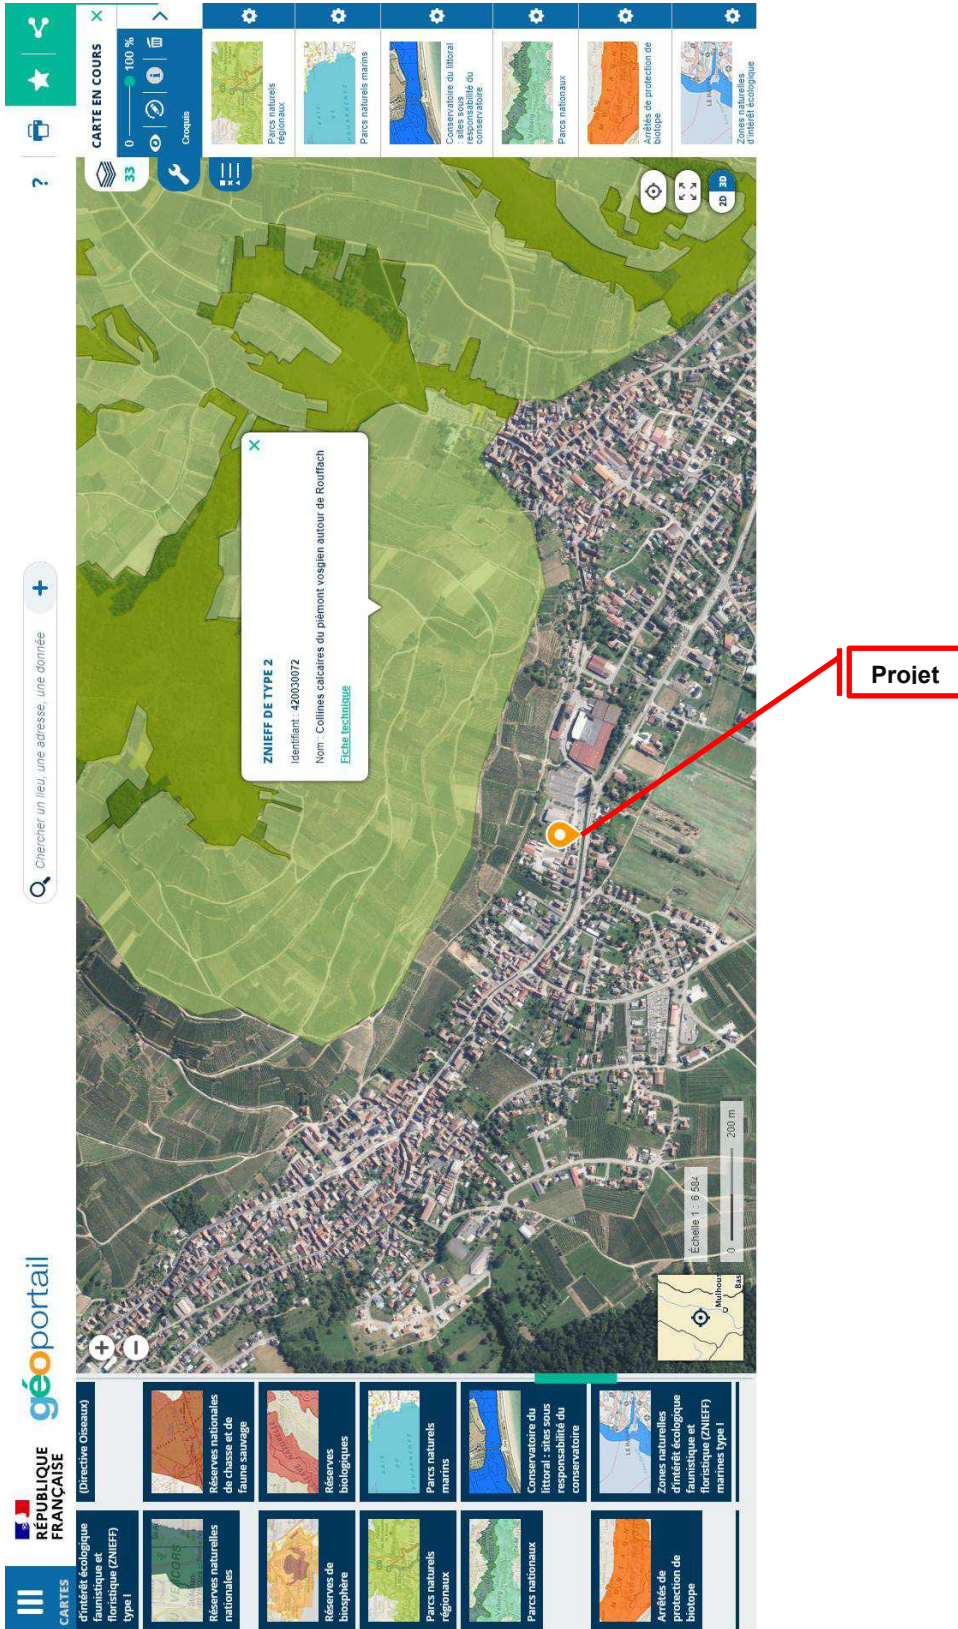 CARTES
RÉPUBLIQUE
FRANÇAISE
géoportail
Chercher un lieu, une adresse, une donnée
+
?
d'intérêt écologique
faunistique et
floristique (ZNIEFF)
type I
(Directive Oiseaux)
Réserves naturelles
nationales
Réserves nationales
de chasse et de
faune sauvage
Réserves de
biosphère
Réserves
biologiques
Parcs naturels
régionaux
Parcs naturels
marins
Parcs nationaux
Conservatoire du
littoral : sites sous
responsabilité du
conservatoire
Arrêtés de
protection de
biotope
Zones naturelles
d'intérêt écologique
faunistique et
floristique (ZNIEFF)
marines type I
ZNIEFF DE TYPE 2
Identifiant : 420030072
Nom : Collines calcaires du piémont vosgien autour de Rouffach
Fiche technique
Mulhous
Bas
Échelle 1 : 6 584
0 200 m
33
2D 3D
CARTE EN COURS
0 100 %
Croquis
Parcs naturels
régionaux
Parcs naturels marins
Conservatoire du littoral
: sites sous
responsabilité du
conservatoire
Parcs nationaux
Arrêtés de protection de
biotope
Zones naturelles
d'intérêt écologique
Projet